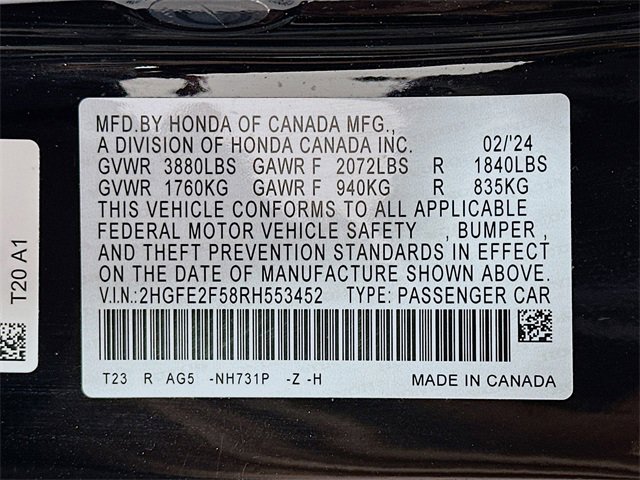 MFD.BY HONDA OF CANADA MFG.,
A DIVISION OF HONDA CANADA INC. 02/'24
GVWR 3880LBS GAWR F 2072LBS R 1840LBS
GVWR 1760KG GAWR F 940KG R 835KG
THIS VEHICLE CONFORMS TO ALL APPLICABLE
FEDERAL MOTOR VEHICLE SAFETY , BUMPER ,
AND THEFT PREVENTION STANDARDS IN EFFECT
ON THE DATE OF MANUFACTURE SHOWN ABOVE.
V.I.N.:2HGFE2F58RH553452 TYPE: PASSENGER CAR
T23 R AG5 -NH731P -Z -H MADE IN CANADA
T20 A1